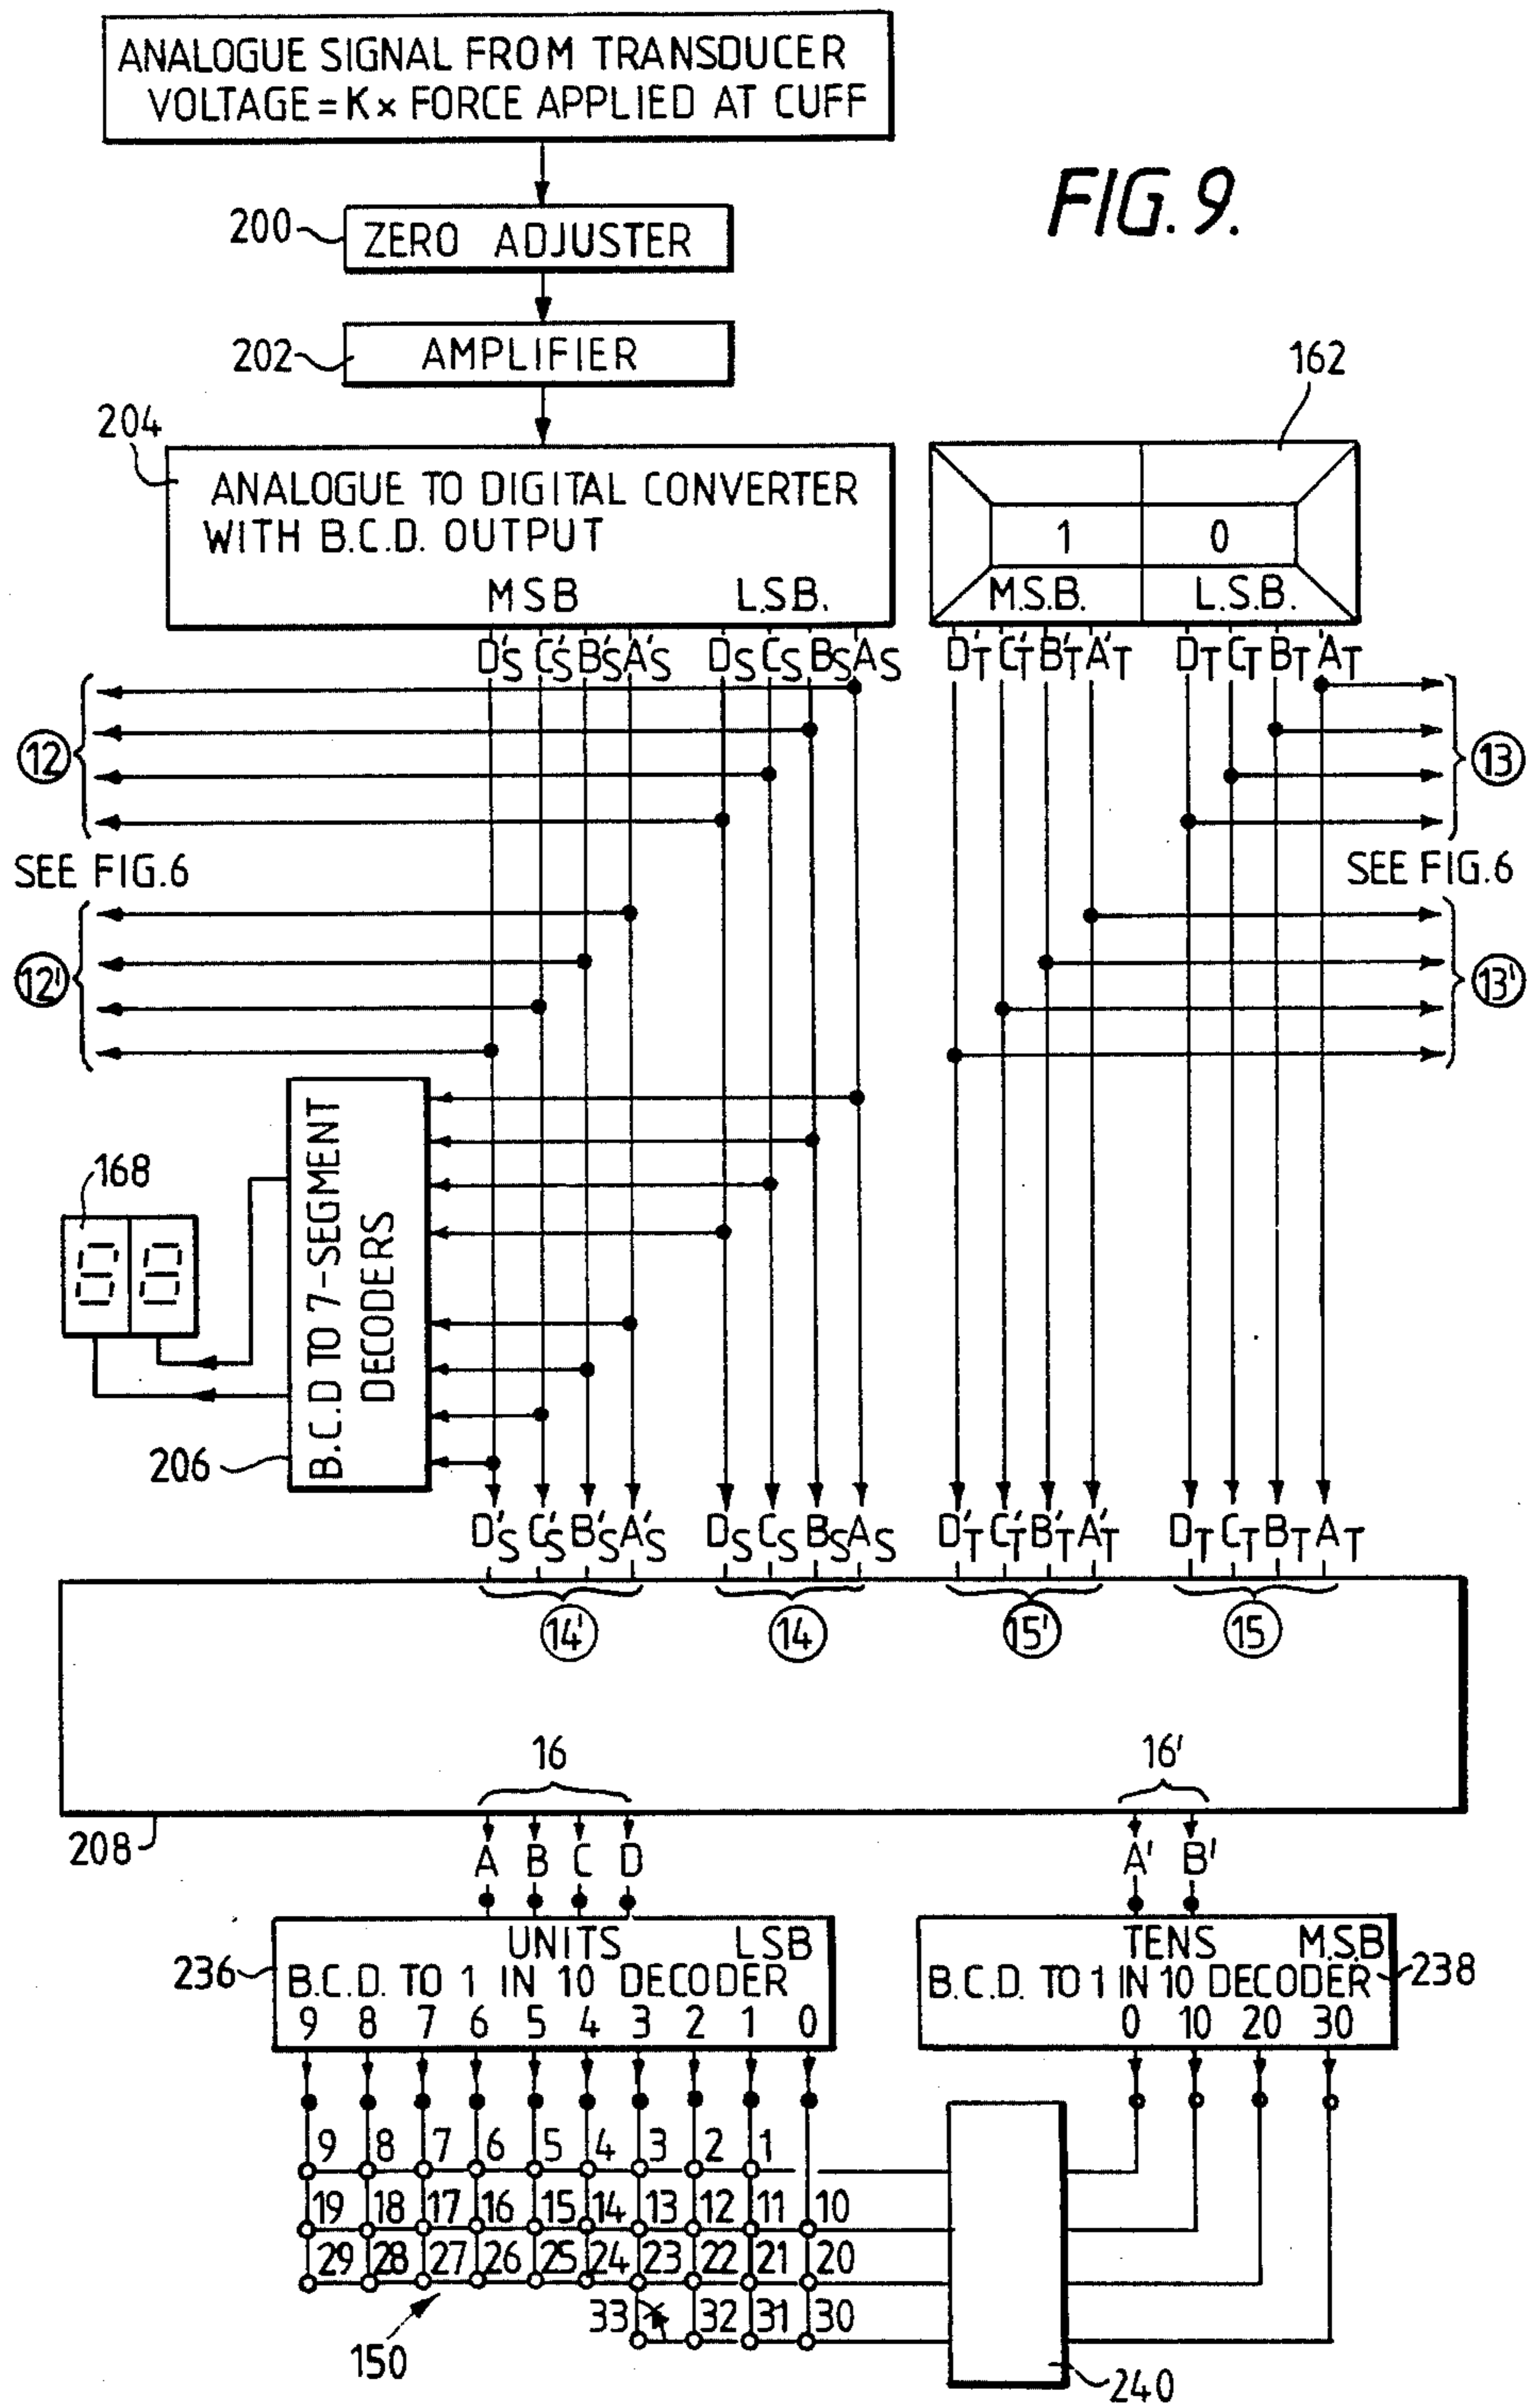 ANALOGUE SIGNAL FROM TRANSDUCER
VOLTAGE = K × FORCE APPLIED AT CUFF
FIG. 9.
200
ZERO ADJUSTER
202
AMPLIFIER
162
204
ANALOGUE TO DIGITAL CONVERTER
WITH B.C.D. OUTPUT
MSB L.S.B.
1 0
M.S.B. L.S.B.
D'S C'S B'S A'S DS CS BS AS D'T C'T B'T A'T DT CT BT 'AT
12
13
SEE FIG.6
SEE FIG.6
12'
13'
168
B.C.D TO 7-SEGMENT
DECODERS
206
D'S C'S B'S A'S DS CS BS AS D'T C'T B'T A'T DT CT BT AT
14' 14 15' 15
16 16'
208
A B C D A' B'
UNITS LSB
236
B.C.D. TO 1 IN 10 DECODER
9 8 7 6 5 4 3 2 1 0
TENS M.S.B
B.C.D. TO 1 IN 10 DECODER
238
0 10 20 30
9 8 7 6 5 4 3 2 1
19 18 17 16 15 14 13 12 11 10
29 28 27 26 25 24 23 22 21 20
33 32 31 30
150
240